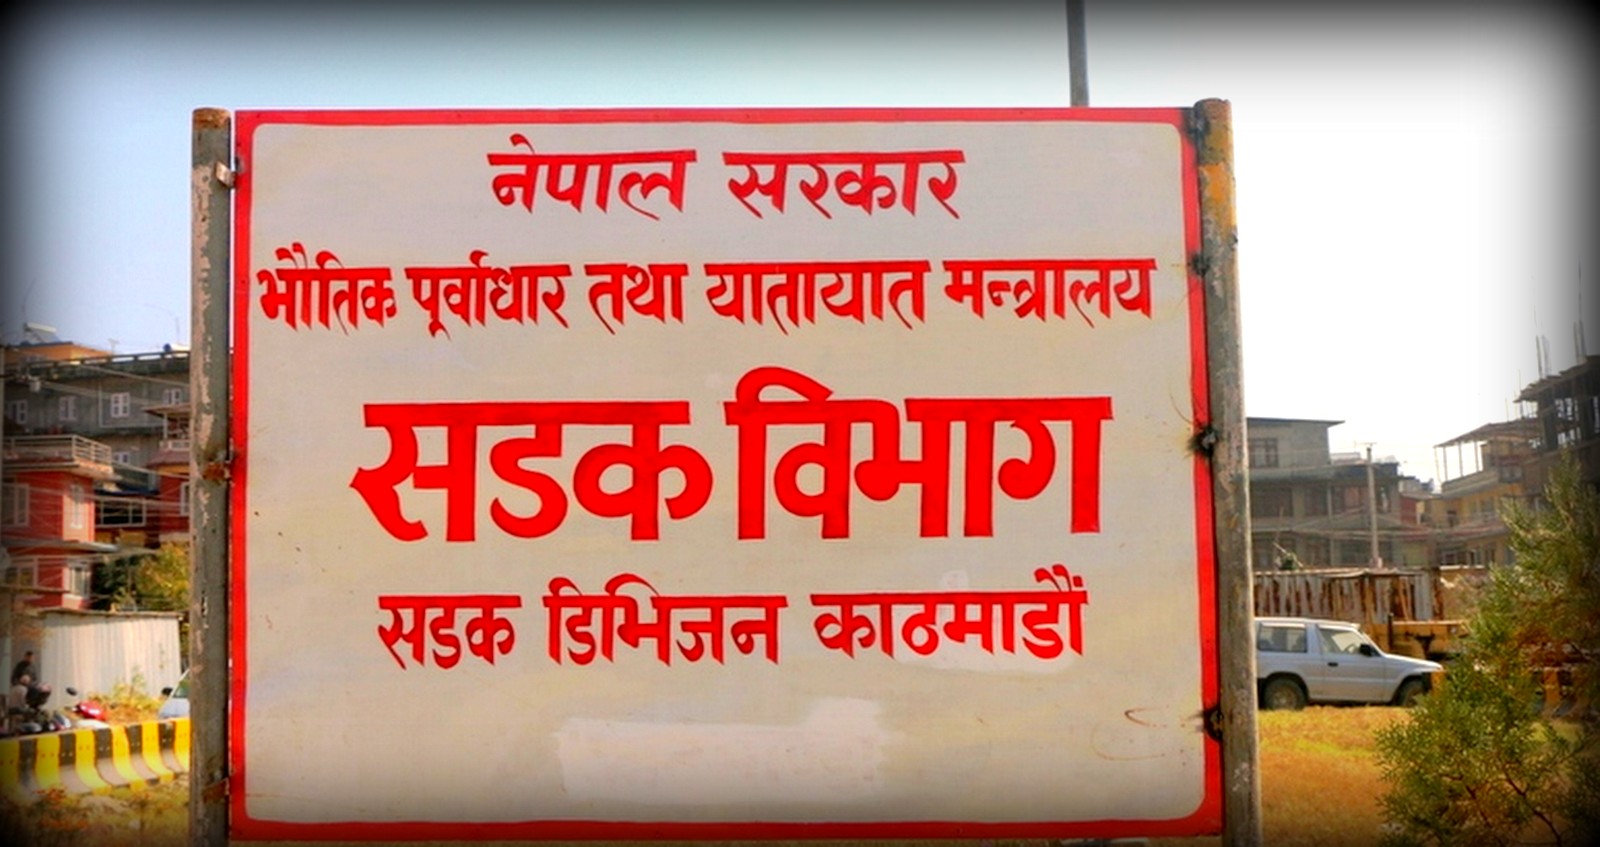 नेपाल सरकार
भौतिक पूर्वाधार तथा यातायात मन्त्रालय
सडक विभाग
सडक डिभिजन काठमाडौं